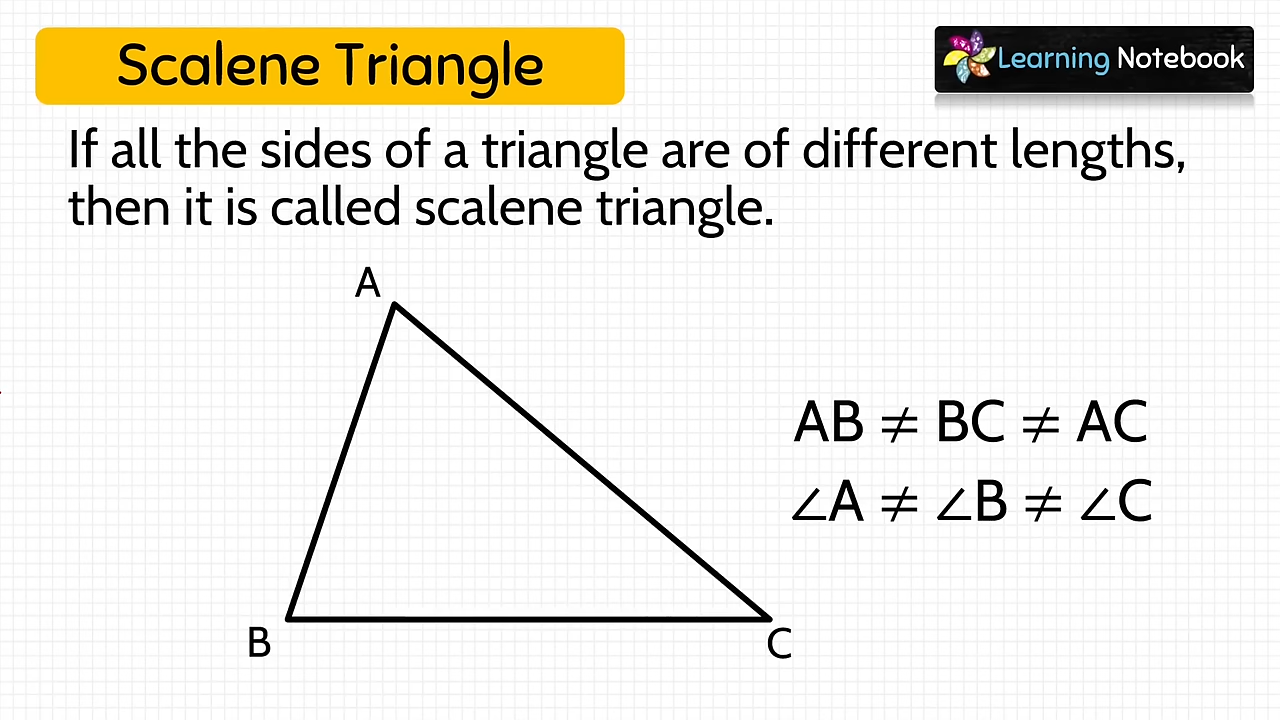 Scalene Triangle
Learning Notebook
If all the sides of a triangle are of different lengths,
then it is called scalene triangle.
A
AB ≠ BC ≠ AC
∠A ≠ ∠B ≠ ∠C
B
C